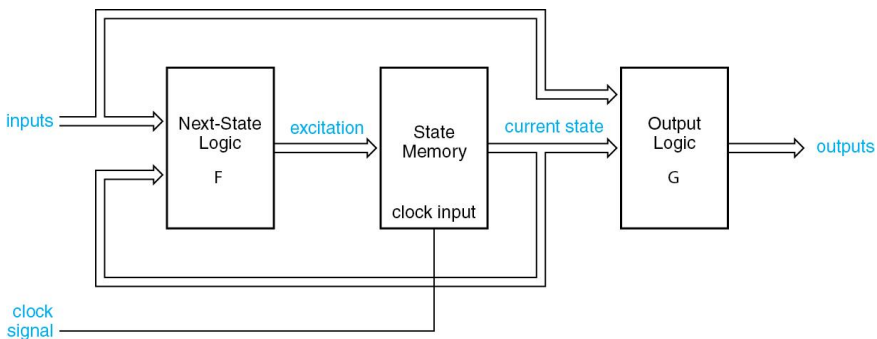 inputs
Next-State
Logic
F
excitation
State
Memory
clock input
current state
Output
Logic
G
outputs
clock
signal